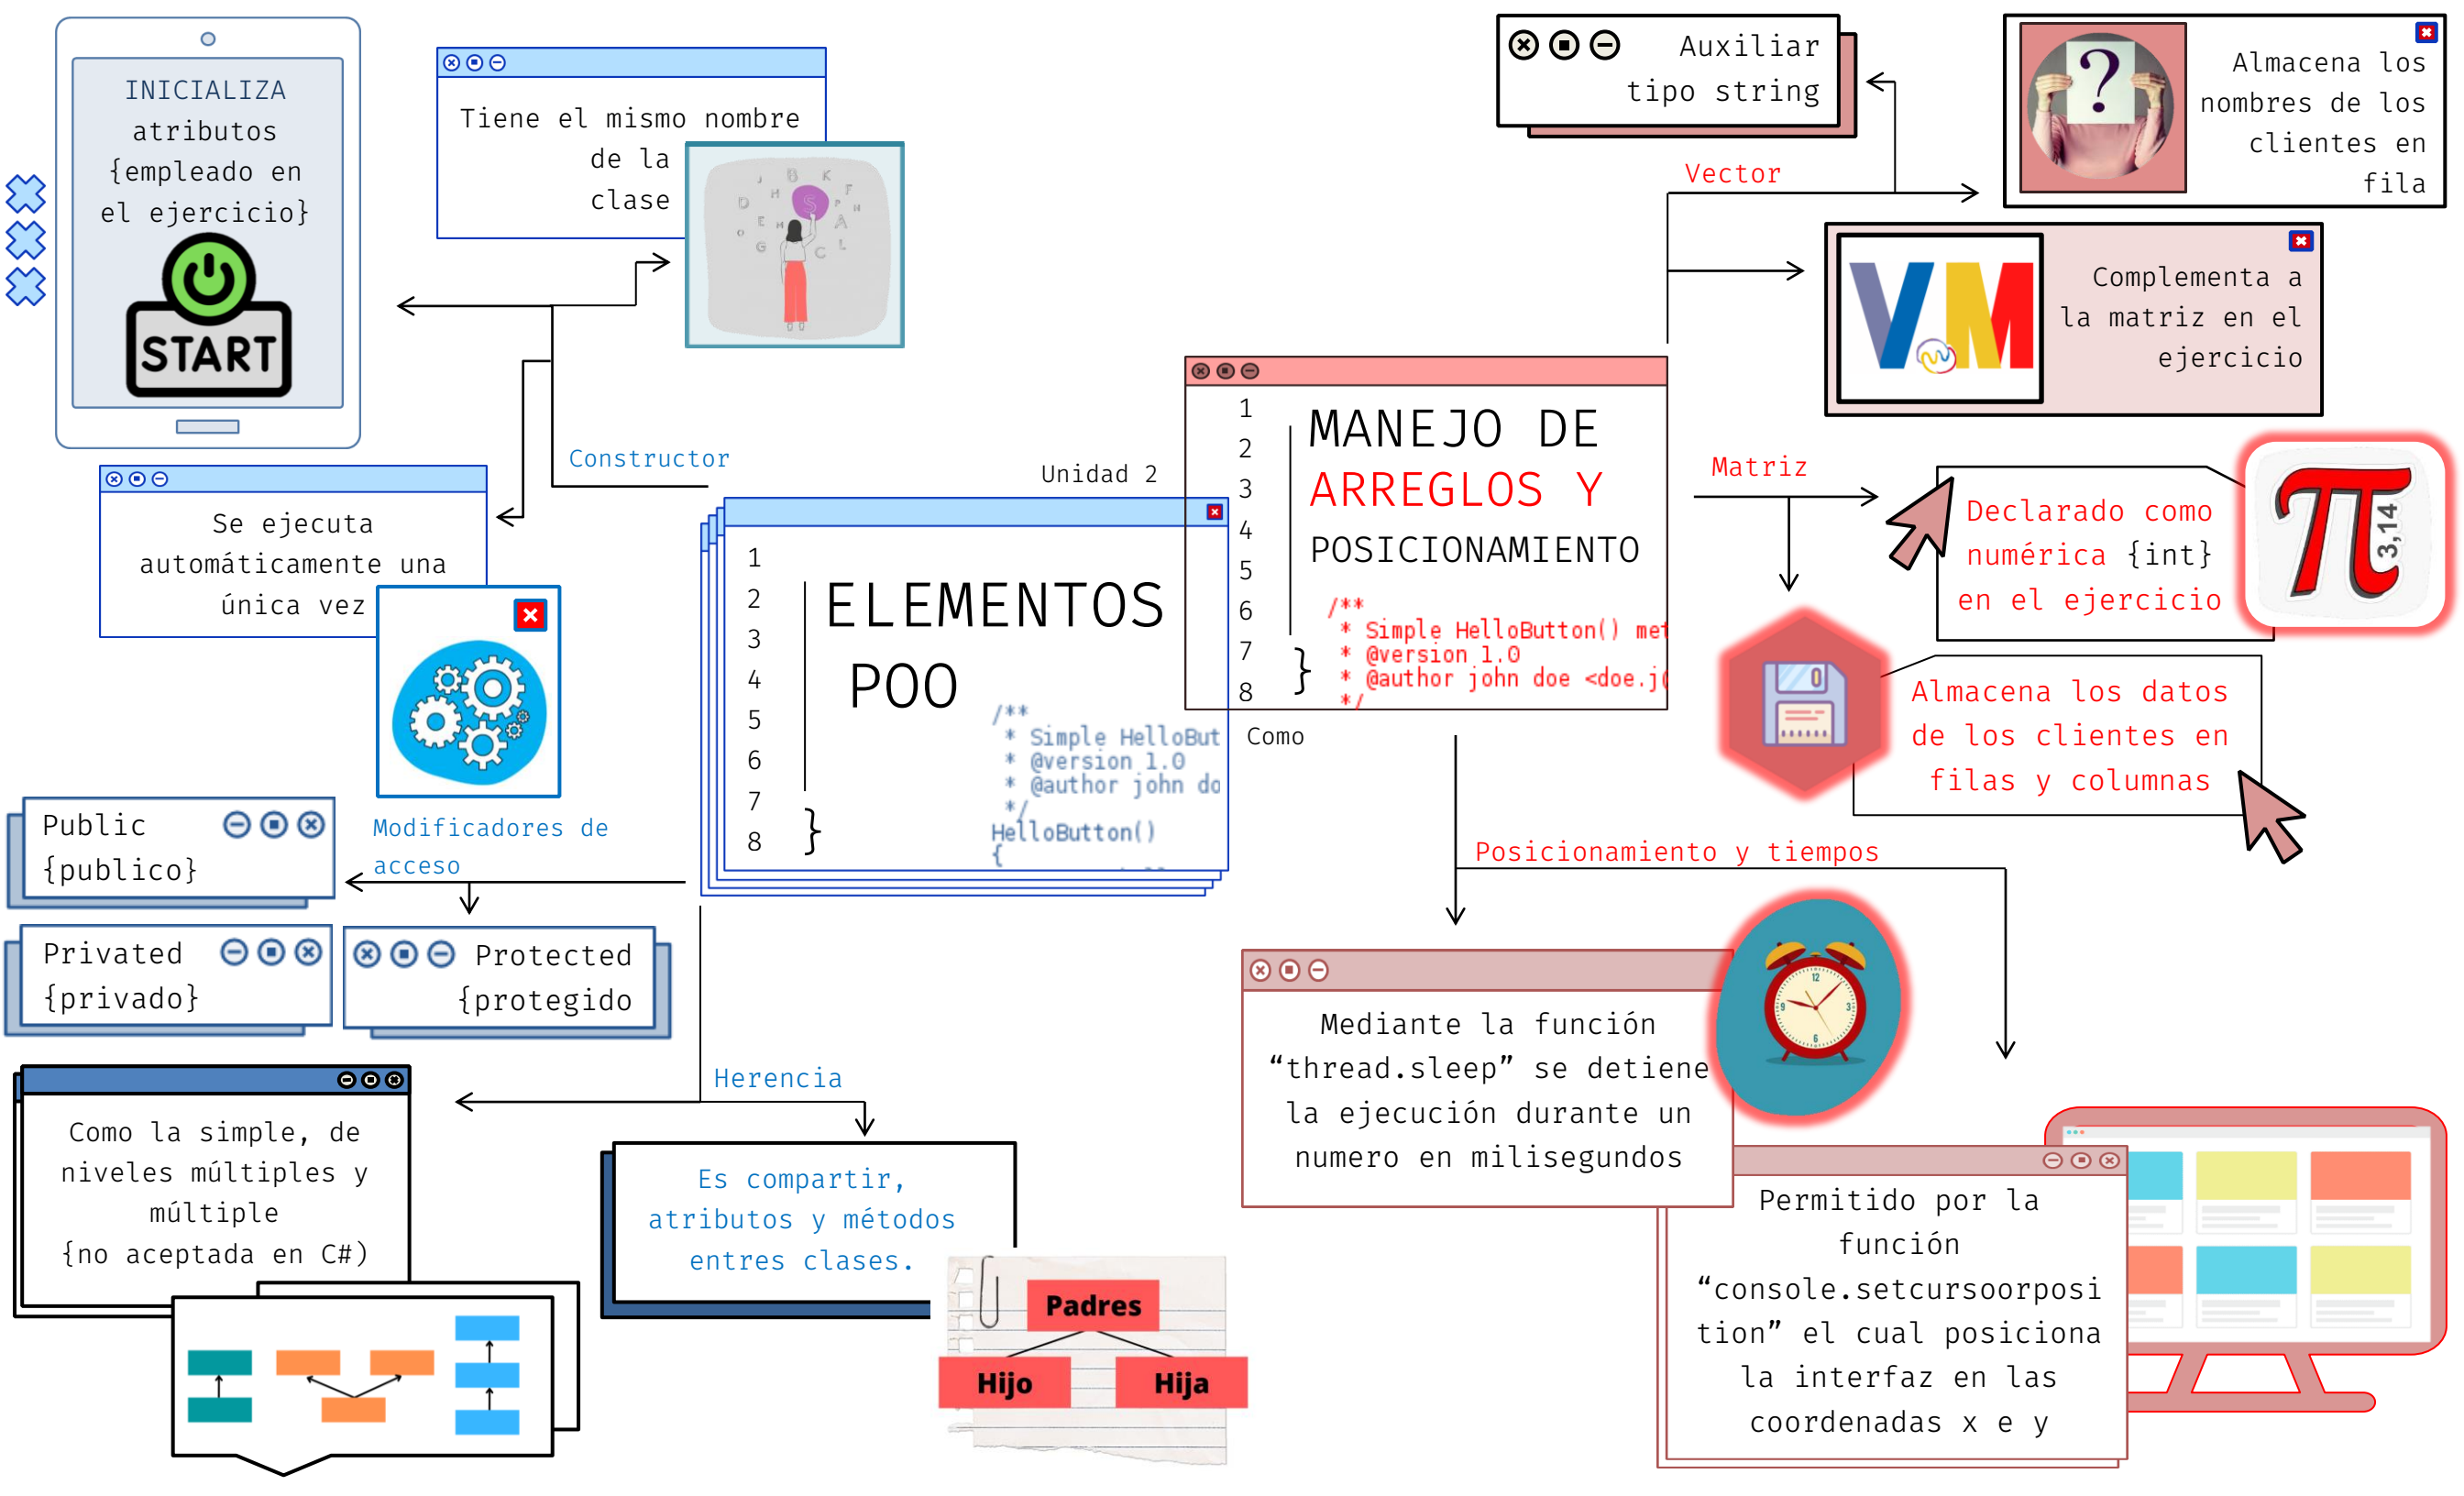 INICIALIZA
atributos
{empleado en
el ejercicio}
START
Tiene el mismo nombre
de la
clase
J B K
H F
D S P N
E H A
O G C L
Constructor
Se ejecuta
automáticamente una
única vez
Unidad 2
1
2
3
4
5
6
7
8
ELEMENTOS
POO
}
/**
* Simple HelloBut
* @version 1.0
* @author john do
*/
HelloButton()
{
Modificadores de
acceso
Public
{publico}
Privated
{privado}
Protected
{protegido
Herencia
Como la simple, de
niveles múltiples y
múltiple
{no aceptada en C#)
Es compartir,
atributos y métodos
entres clases.
Padres
Hijo Hija
1
2
3
4
5
6
7
8
MANEJO DE
ARREGLOS Y
POSICIONAMIENTO
}
/**
* Simple HelloButton() met
* @version 1.0
* @author john doe <doe.j(
*/
Como
Vector
Auxiliar
tipo string
?
Almacena los
nombres de los
clientes en
fila
VM
Complementa a
la matriz en el
ejercicio
Matriz
Declarado como
numérica {int}
en el ejercicio
π
3,14
Almacena los datos
de los clientes en
filas y columnas
Posicionamiento y tiempos
Mediante la función
“thread.sleep” se detiene
la ejecución durante un
numero en milisegundos
12
9 3
6
Permitido por la
función
“console.setcursoorposi
tion” el cual posiciona
la interfaz en las
coordenadas x e y